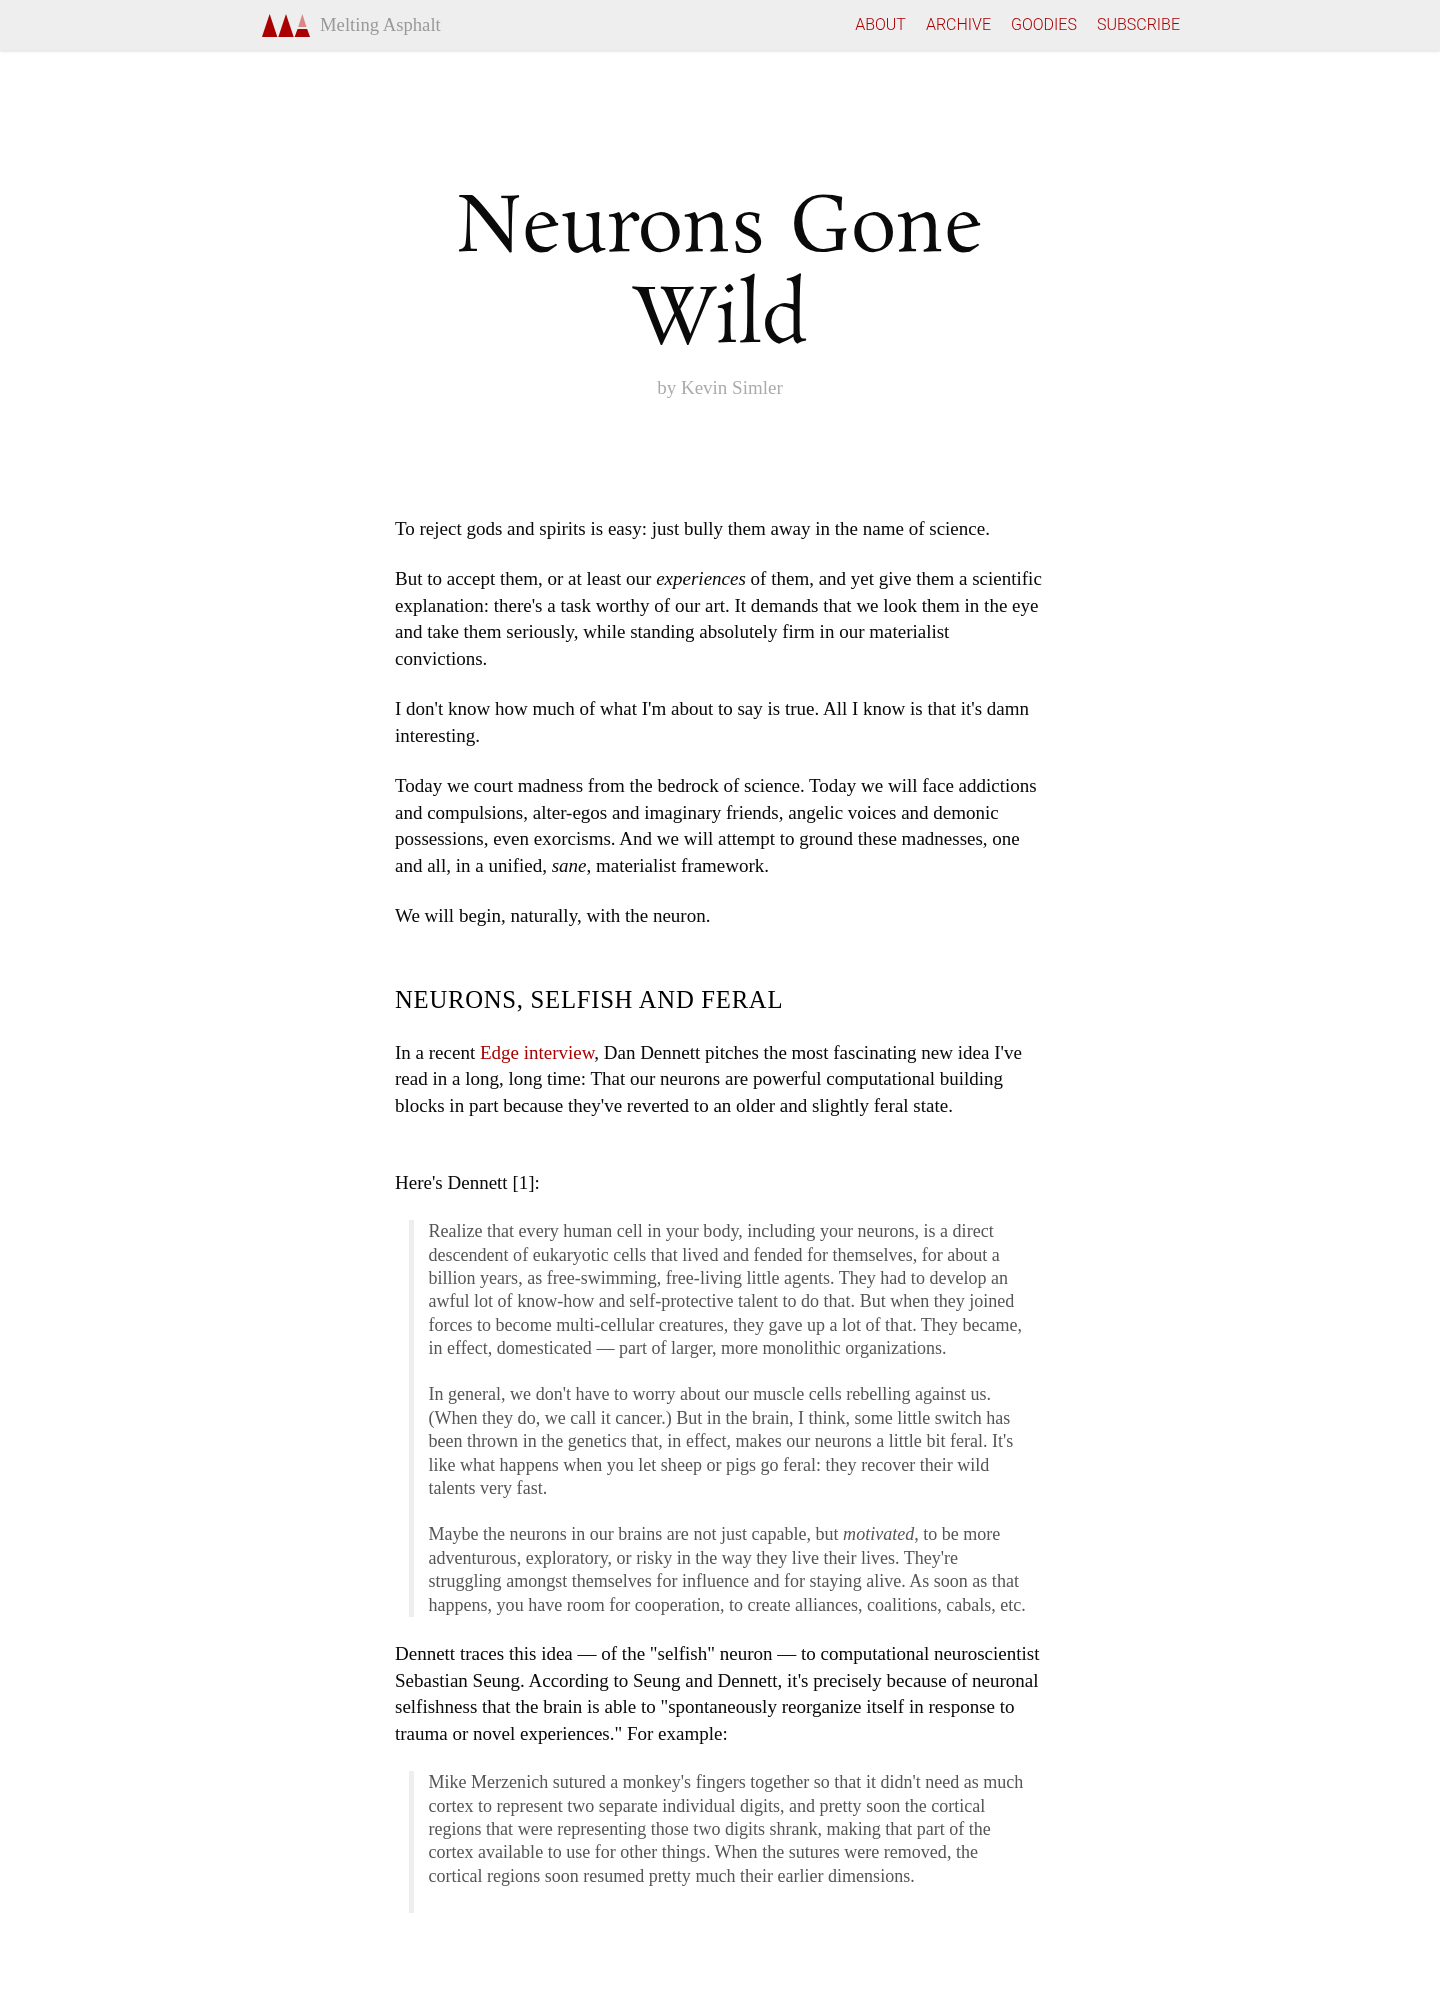 Melting Asphalt
ABOUT ARCHIVE GOODIES SUBSCRIBE
Neurons Gone
Wild
by Kevin Simler
To reject gods and spirits is easy: just bully them away in the name of science.
But to accept them, or at least our experiences of them, and yet give them a scientific
explanation: there's a task worthy of our art. It demands that we look them in the eye
and take them seriously, while standing absolutely firm in our materialist
convictions.
I don't know how much of what I'm about to say is true. All I know is that it's damn
interesting.
Today we court madness from the bedrock of science. Today we will face addictions
and compulsions, alter-egos and imaginary friends, angelic voices and demonic
possessions, even exorcisms. And we will attempt to ground these madnesses, one
and all, in a unified, sane, materialist framework.
We will begin, naturally, with the neuron.
NEURONS, SELFISH AND FERAL
In a recent Edge interview, Dan Dennett pitches the most fascinating new idea I've
read in a long, long time: That our neurons are powerful computational building
blocks in part because they've reverted to an older and slightly feral state.
Here's Dennett [1]:
Realize that every human cell in your body, including your neurons, is a direct
descendent of eukaryotic cells that lived and fended for themselves, for about a
billion years, as free-swimming, free-living little agents. They had to develop an
awful lot of know-how and self-protective talent to do that. But when they joined
forces to become multi-cellular creatures, they gave up a lot of that. They became,
in effect, domesticated — part of larger, more monolithic organizations.
In general, we don't have to worry about our muscle cells rebelling against us.
(When they do, we call it cancer.) But in the brain, I think, some little switch has
been thrown in the genetics that, in effect, makes our neurons a little bit feral. It's
like what happens when you let sheep or pigs go feral: they recover their wild
talents very fast.
Maybe the neurons in our brains are not just capable, but motivated, to be more
adventurous, exploratory, or risky in the way they live their lives. They're
struggling amongst themselves for influence and for staying alive. As soon as that
happens, you have room for cooperation, to create alliances, coalitions, cabals, etc.
Dennett traces this idea — of the "selfish" neuron — to computational neuroscientist
Sebastian Seung. According to Seung and Dennett, it's precisely because of neuronal
selfishness that the brain is able to "spontaneously reorganize itself in response to
trauma or novel experiences." For example:
Mike Merzenich sutured a monkey's fingers together so that it didn't need as much
cortex to represent two separate individual digits, and pretty soon the cortical
regions that were representing those two digits shrank, making that part of the
cortex available to use for other things. When the sutures were removed, the
cortical regions soon resumed pretty much their earlier dimensions.